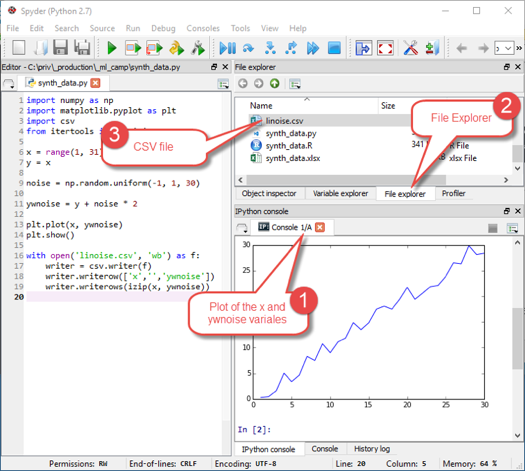 Spyder (Python 2.7)
File Edit Search Source Run Debug Consoles Tools View Help
Editor - C:\priv\_production\_ml_camp\synth_data.py
synth_data.py
1 import numpy as np
2 import matplotlib.pyplot as plt
3 import csv
4 from itertools
5
6 x = range(1, 31)
7 y = x
8
9 noise = np.random.uniform(-1, 1, 30)
10
11 ywnoise = y + noise * 2
12
13 plt.plot(x, ywnoise)
14 plt.show()
15
16 with open('linoise.csv', 'wb') as f:
17 writer = csv.writer(f)
18 writer.writerow(['x','','ywnoise'])
19 writer.writerows(izip(x, ywnoise))
20
3
CSV file
File explorer
Name Size
linoise.csv
synth_data.py
synth_data.R 341 R File
synth_data.xlsx xlsx File
2
File Explorer
Object inspector Variable explorer File explorer Profiler
IPython console
Console 1/A
1
Plot of the x and
ywnoise variales
30
25
20
15
10
5
0
0 5 10 15 20 25 30
In [2]:
IPython console Console History log
Permissions: RW End-of-lines: CRLF Encoding: UTF-8 Line: 20 Column: 5 Memory: 64 %